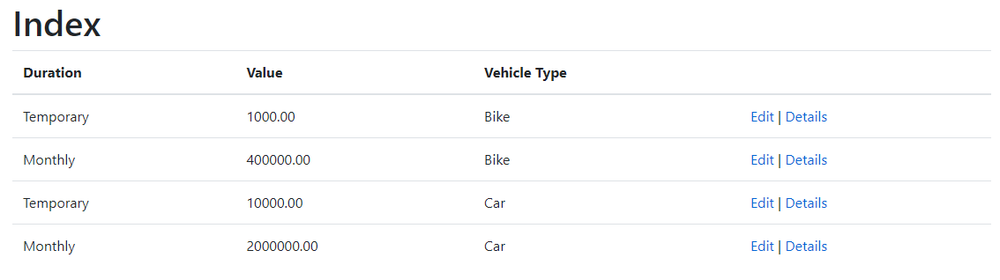 Index
Duration Value Vehicle Type
Temporary 1000.00 Bike Edit | Details
Monthly 400000.00 Bike Edit | Details
Temporary 10000.00 Car Edit | Details
Monthly 2000000.00 Car Edit | Details